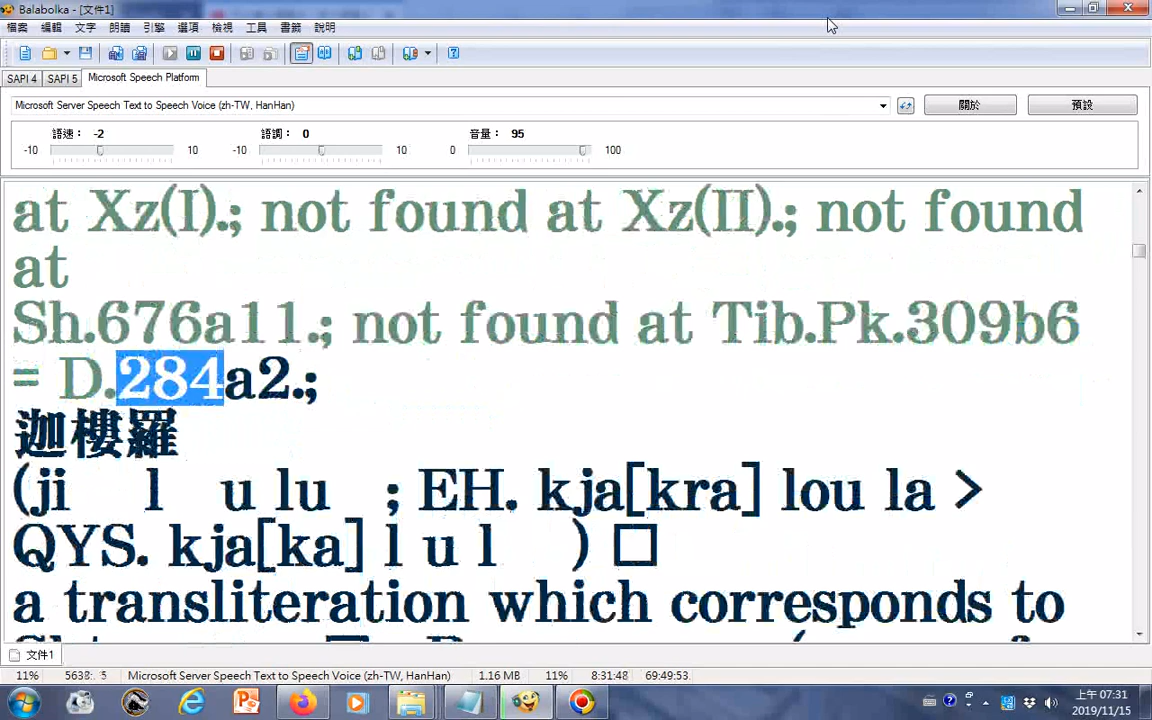 Balabolka - [文件1]
檔案 編輯 文字 朗讀 引擎 選項 檢視 工具 書籤 說明
SAPI 4 SAPI 5 Microsoft Speech Platform
Microsoft Server Speech Text to Speech Voice (zh-TW, HanHan) 關於 預設
語速： -2 語調： 0 音量： 95
-10 10 -10 10 0 100
at Xz(I).; not found at Xz(II).; not found
at
Sh.676a11.; not found at Tib.Pk.309b6
= D.284a2.;
迦樓羅
(ji l u lu ; EH. kja[kra] lou la >
QYS. kja[ka] l u l ) □
a transliteration which corresponds to
文件1
11% 5638: 5 Microsoft Server Speech Text to Speech Voice (zh-TW, HanHan) 1.16 MB 11% 8:31:48 69:49:53.
上午 07:31
2019/11/15